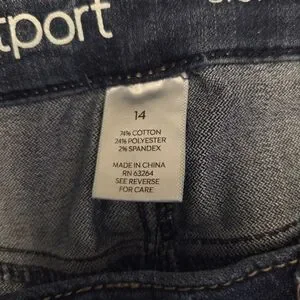 tport
14
74% COTTON
24% POLYESTER
2% SPANDEX
MADE IN CHINA
RN 63264
SEE REVERSE
FOR CARE